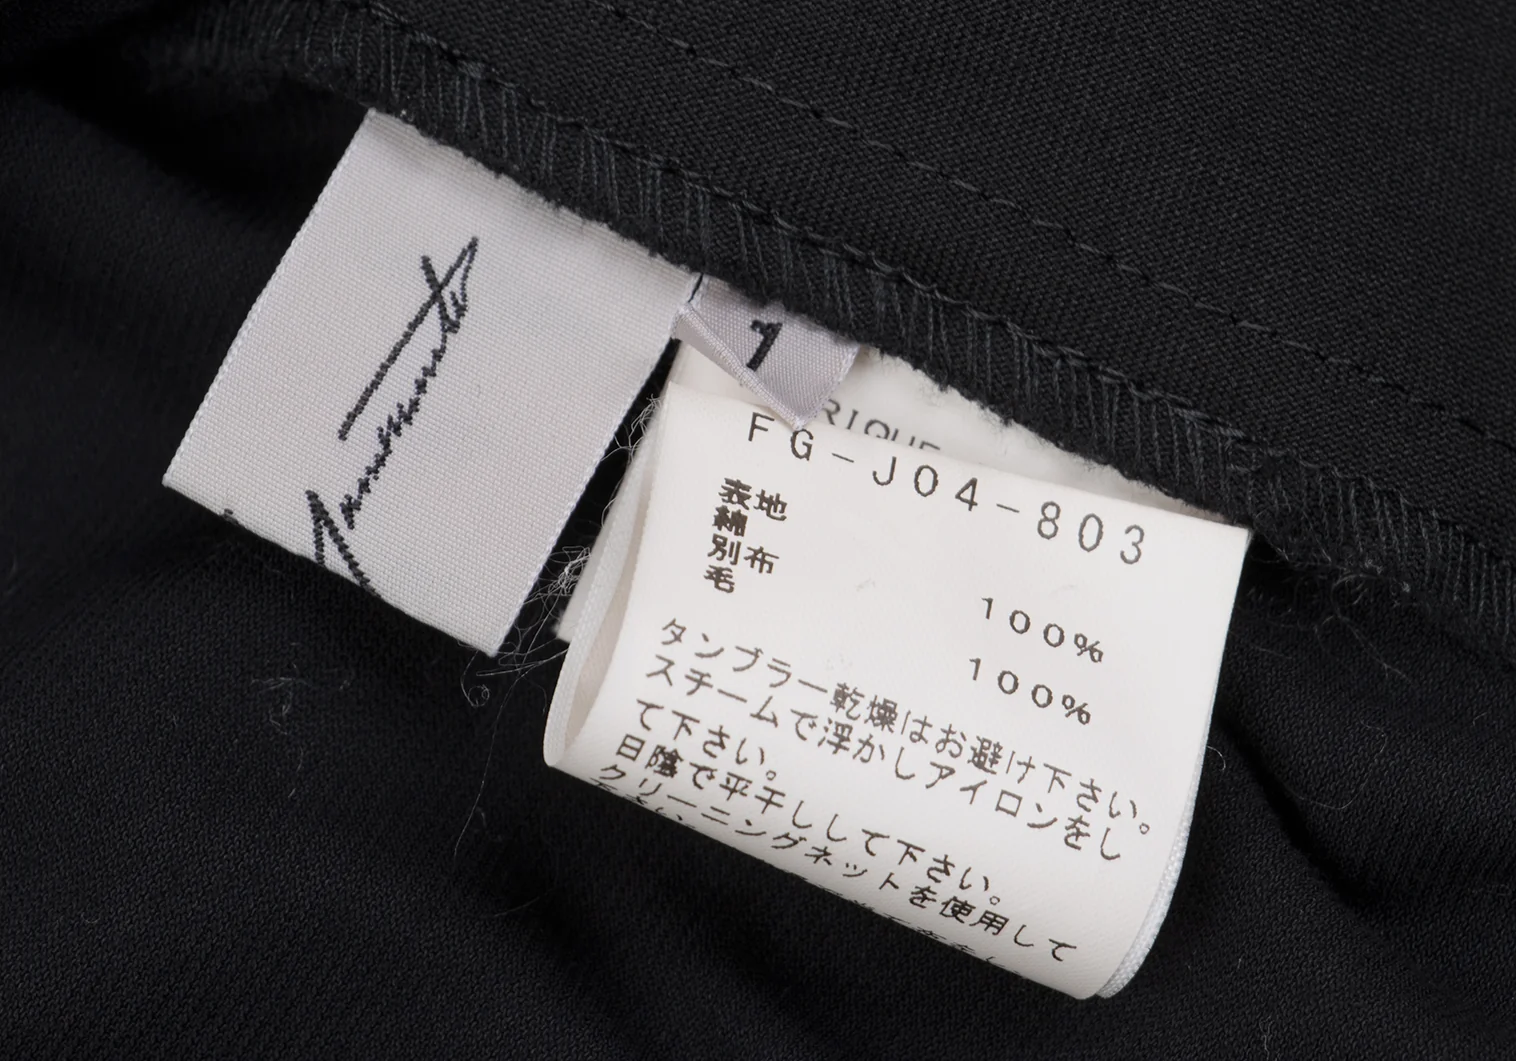 1
RIQUE
FG-J04-803
表地
綿 100%
別布
毛 100%
タンブラー乾燥はお避け下さい。
スチームで浮かしアイロンをし
て下さい。
日陰で平干しして下さい。
クリーニングネットを使用して